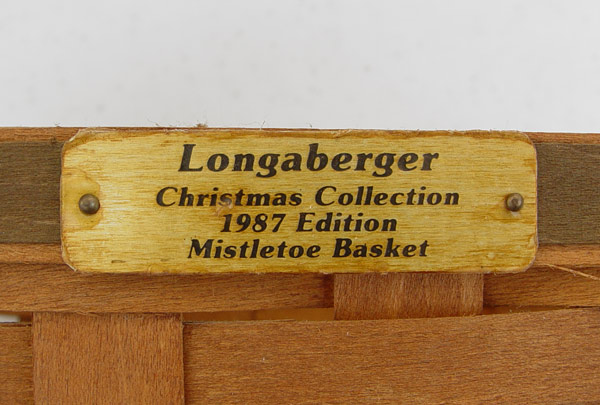 Longaberger
Christmas Collection
1987 Edition
Mistletoe Basket